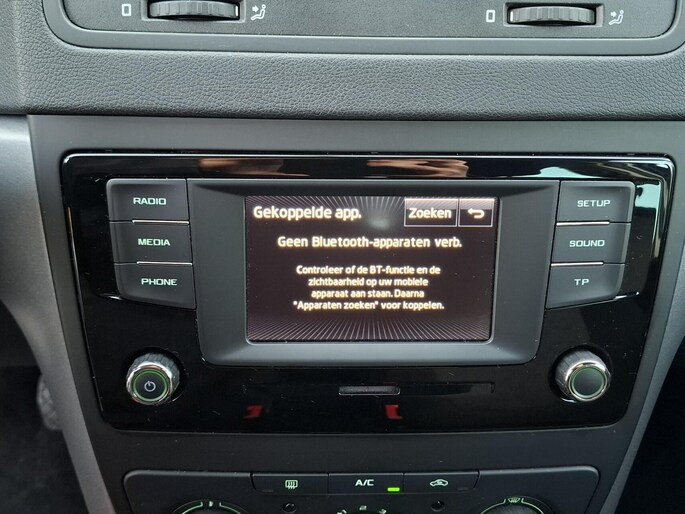 RADIO
MEDIA
PHONE
Gekoppelde app. Zoeken
Geen Bluetooth-apparaten verb.
Controleer of de BT-functie en de
zichtbaarheid op uw mobiele
apparaat aan staan. Daarna
"Apparaten zoeken" voor koppelen.
SETUP
SOUND
TP
A/C